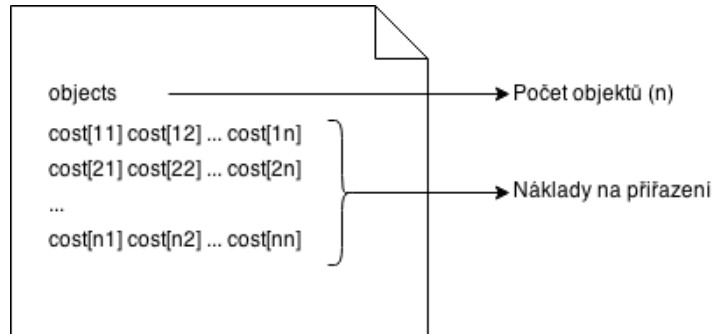 objects
Počet objektů (n)
cost[11] cost[12] ... cost[1n]
cost[21] cost[22] ... cost[2n]
Náklady na přiřazení
...
cost[n1] cost[n2] ... cost[nn]